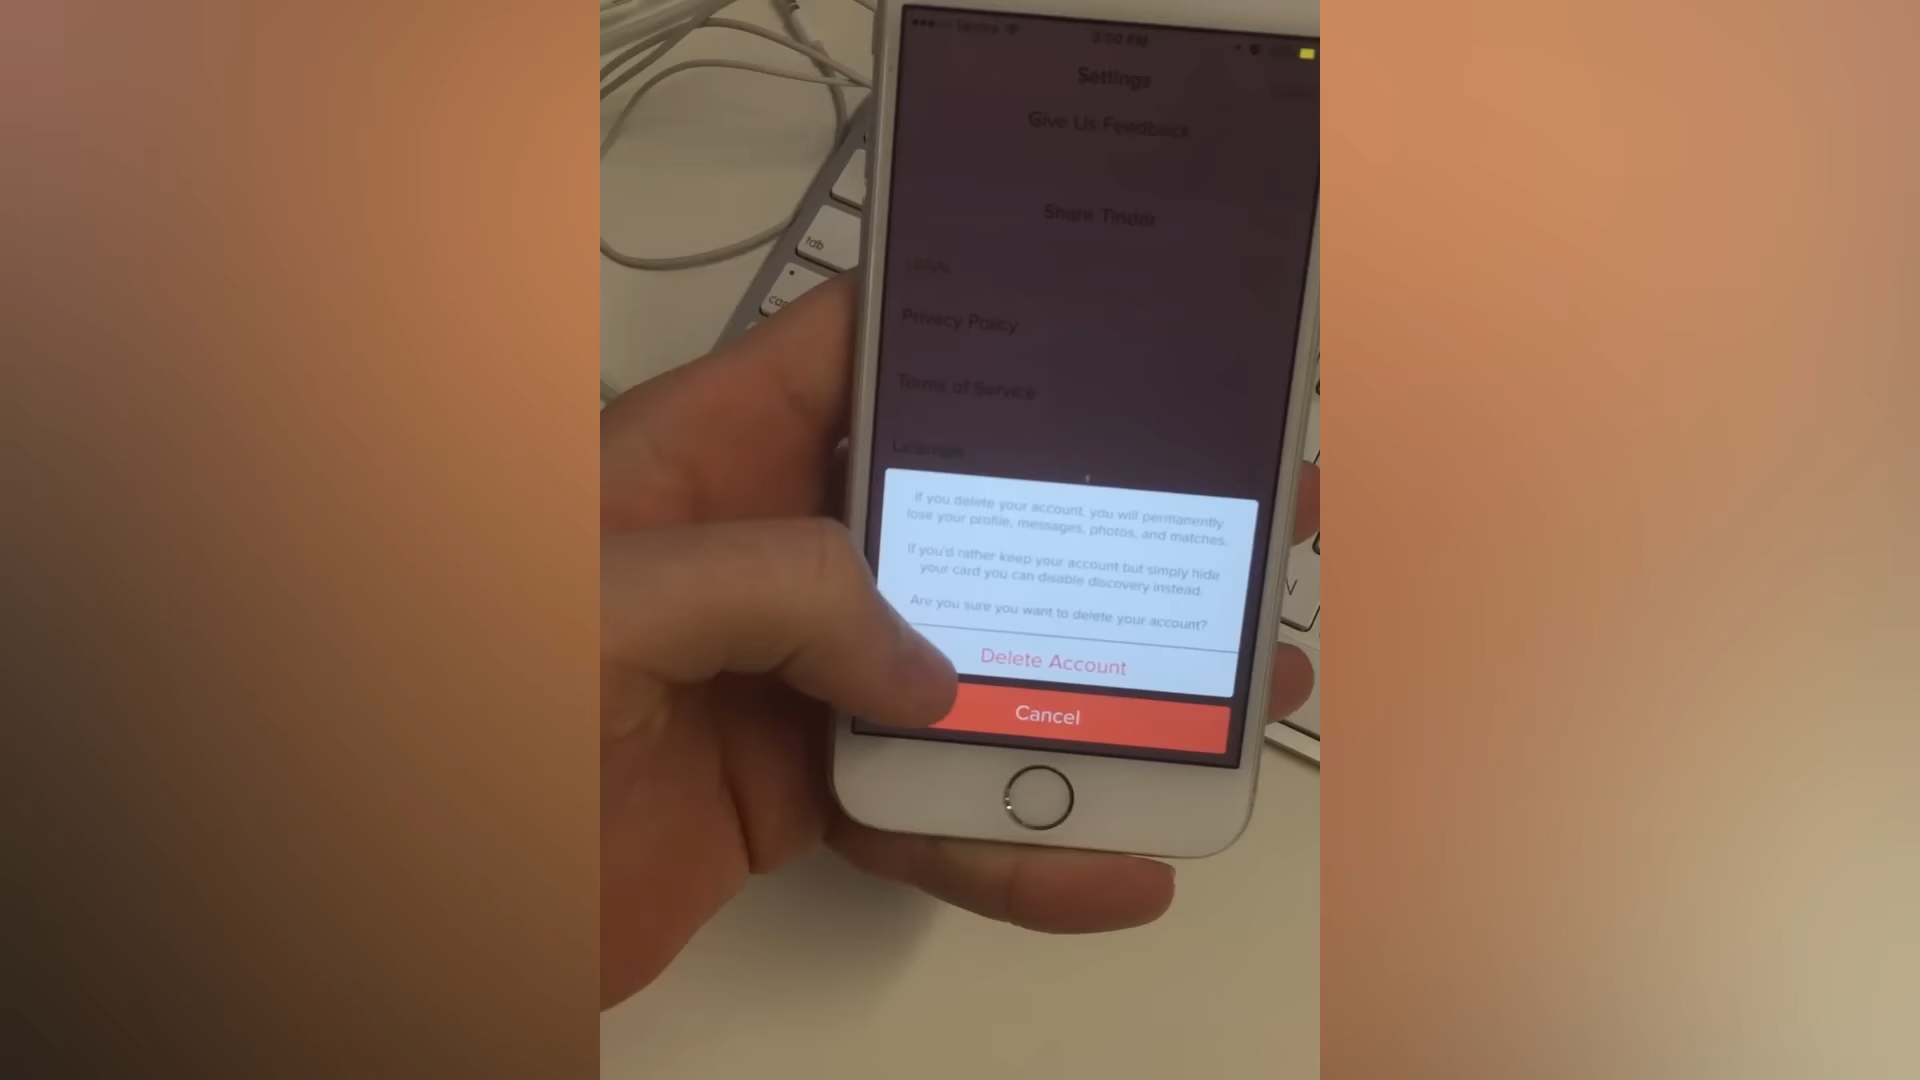 Settings
Give Us Feedback
Share Tinder
Privacy Policy
Terms of Service
Licenses
If you delete your account, you will permanently
lose your profile, messages, photos, and matches.
If you'd rather keep your account but simply hide
your card you can disable discovery instead.
Are you sure you want to delete your account?
Delete Account
Cancel
tab
N